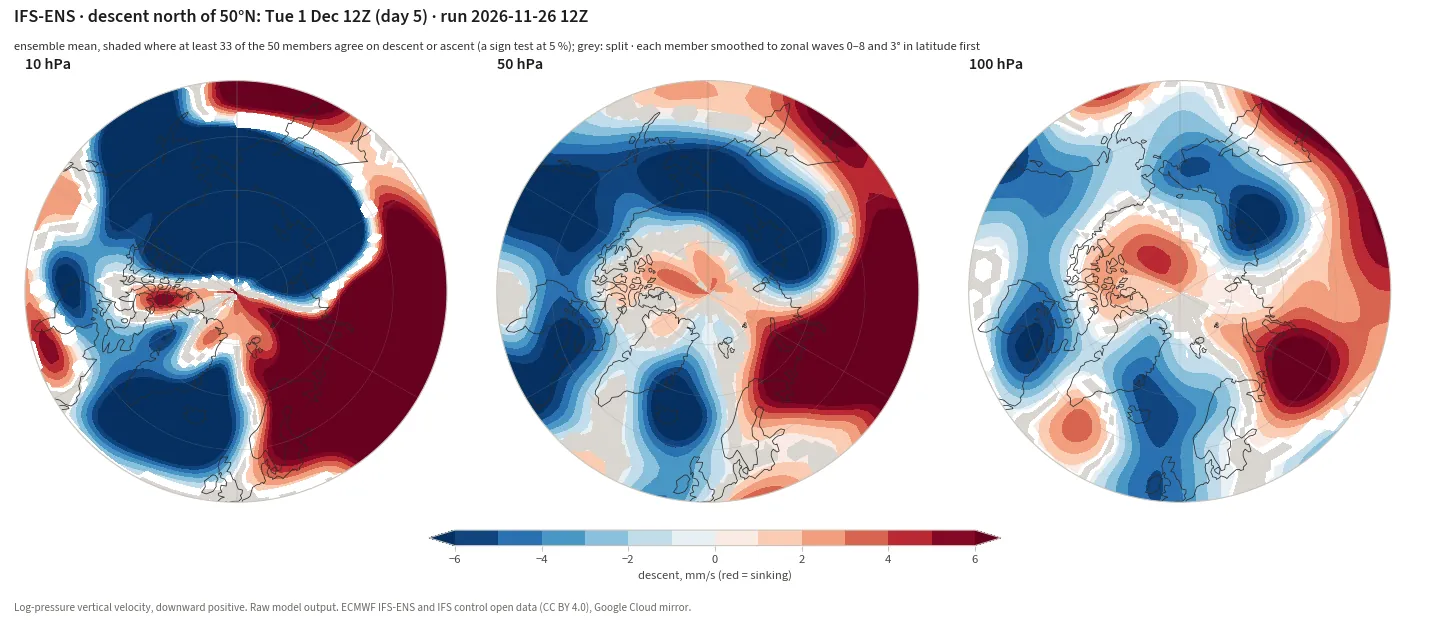 IFS-ENS · descent north of 50°N: Tue 1 Dec 12Z (day 5) · run 2026-11-26 12Z
ensemble mean, shaded where at least 33 of the 50 members agree on descent or ascent (a sign test at 5 %); grey: split · each member smoothed to zonal waves 0–8 and 3° in latitude first
10 hPa
50 hPa
100 hPa
−6
−4
−2
0
2
4
6
descent, mm/s (red = sinking)
Log-pressure vertical velocity, downward positive. Raw model output. ECMWF IFS-ENS and IFS control open data (CC BY 4.0), Google Cloud mirror.